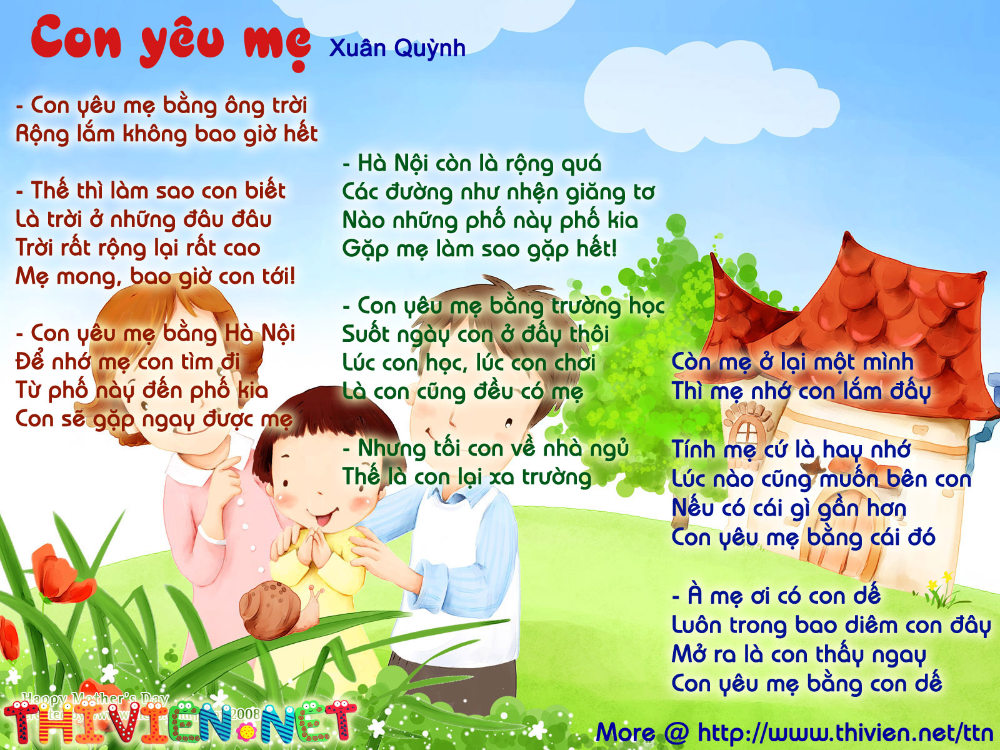 Con yêu mẹ Xuân Quỳnh
- Con yêu mẹ bằng ông trời
Rộng lắm không bao giờ hết
- Thế thì làm sao con biết
Là trời ở những đâu đâu
Trời rất rộng lại rất cao
Mẹ mong, bao giờ con tới!
- Con yêu mẹ bằng Hà Nội
Để nhớ mẹ con tìm đi
Từ phố này đến phố kia
Con sẽ gặp ngay được mẹ
- Hà Nội còn là rộng quá
Các đường như nhện giăng tơ
Nào những phố này phố kia
Gặp mẹ làm sao gặp hết!
- Con yêu mẹ bằng trường học
Suốt ngày con ở đấy thôi
Lúc con học, lúc con chơi
Là con cũng đều có mẹ
- Nhưng tối con về nhà ngủ
Thế là con lại xa trường
Còn mẹ ở lại một mình
Thì mẹ nhớ con lắm đấy
Tính mẹ cứ là hay nhớ
Lúc nào cũng muốn bên con
Nếu có cái gì gần hơn
Con yêu mẹ bằng cái đó
- À mẹ ơi có con dế
Luôn trong bao diêm con đây
Mở ra là con thấy ngay
Con yêu mẹ bằng con dế
Happy Mother's Day
2008
THIVIEN.NET
More @ http://www.thivien.net/ttn